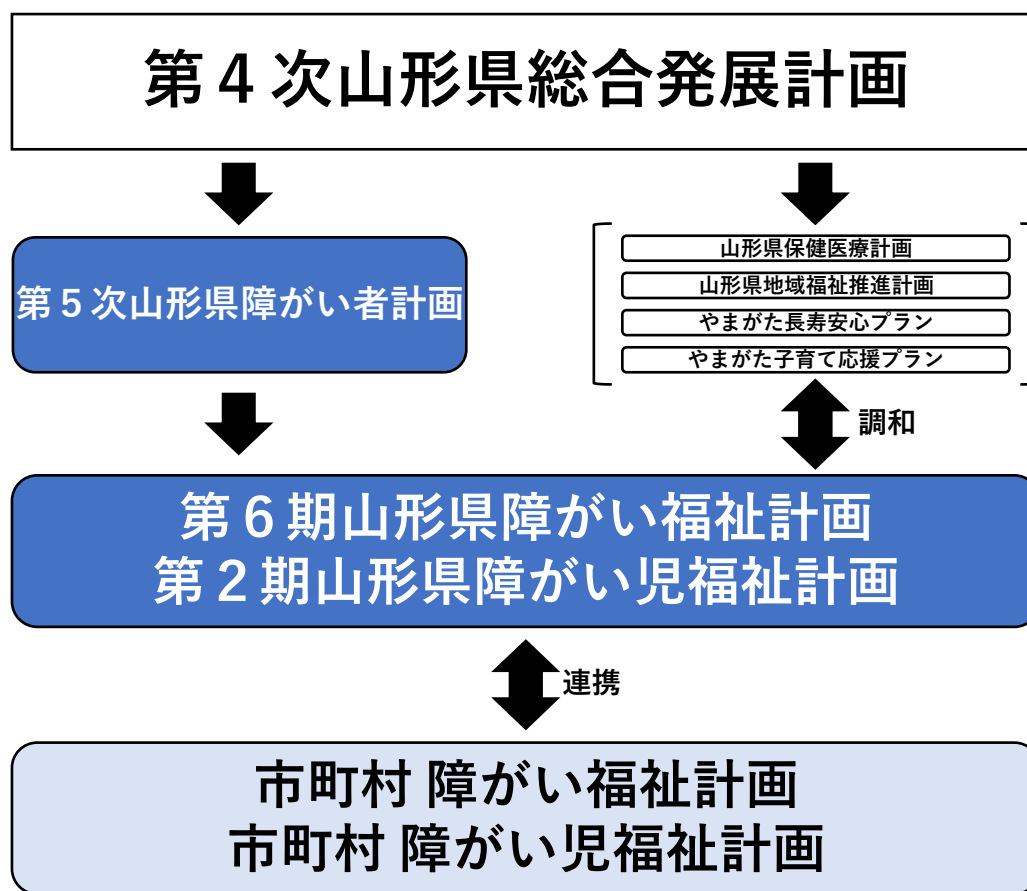 第4次山形県総合発展計画
第5次山形県障がい者計画
山形県保健医療計画
山形県地域福祉推進計画
やまがた長寿安心プラン
やまがた子育て応援プラン
調和
第6期山形県障がい福祉計画
第2期山形県障がい児福祉計画
連携
市町村 障がい福祉計画
市町村 障がい児福祉計画